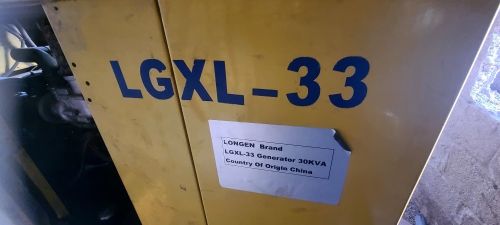 LGXL-33
LONGEN Brand
LGXL-33 Generator 30KVA
Country Of Origin China